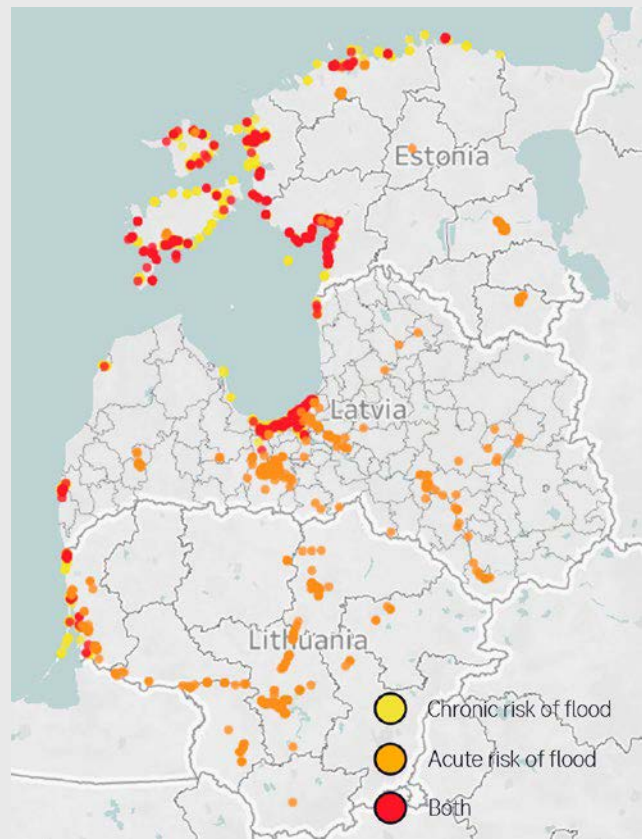 Estonia
Latvia
Lithuania
Chronic risk of flood
Acute risk of flood
Both